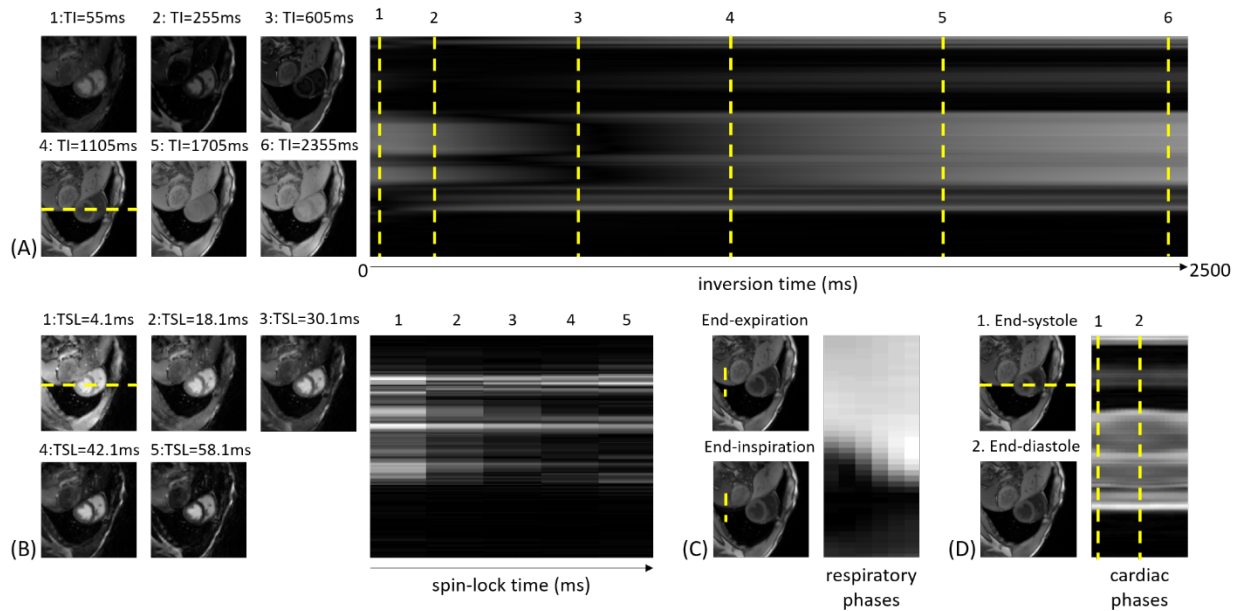 1:TI=55ms 2: TI=255ms 3: TI=605ms 1 2 3 4 5 6
4: TI=1105ms 5: TI=1705ms 6: TI=2355ms
(A)
0 2500
inversion time (ms)
1:TSL=4.1ms 2:TSL=18.1ms 3:TSL=30.1ms
1 2 3 4 5
4:TSL=42.1ms 5:TSL=58.1ms
(B)
spin-lock time (ms)
End-expiration
End-inspiration
(C)
respiratory
phases
1. End-systole 1 2
2. End-diastole
(D)
cardiac
phases